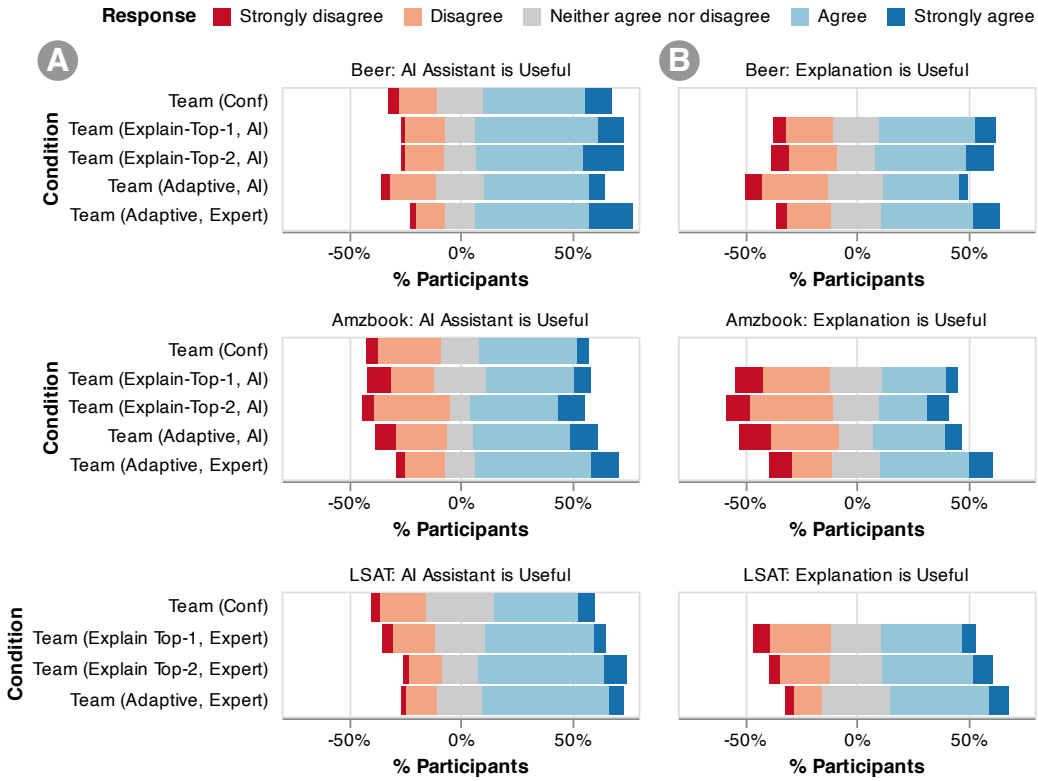 Response Strongly disagree Disagree Neither agree nor disagree Agree Strongly agree
A
B
Beer: AI Assistant is Useful
Beer: Explanation is Useful
Condition
Team (Conf)
Team (Explain-Top-1, AI)
Team (Explain-Top-2, AI)
Team (Adaptive, AI)
Team (Adaptive, Expert)
-50% 0% 50%
% Participants
-50% 0% 50%
% Participants
Amzbook: AI Assistant is Useful
Amzbook: Explanation is Useful
Condition
Team (Conf)
Team (Explain-Top-1, AI)
Team (Explain-Top-2, AI)
Team (Adaptive, AI)
Team (Adaptive, Expert)
-50% 0% 50%
% Participants
-50% 0% 50%
% Participants
LSAT: AI Assistant is Useful
LSAT: Explanation is Useful
Condition
Team (Conf)
Team (Explain Top-1, Expert)
Team (Explain Top-2, Expert)
Team (Adaptive, Expert)
-50% 0% 50%
% Participants
-50% 0% 50%
% Participants